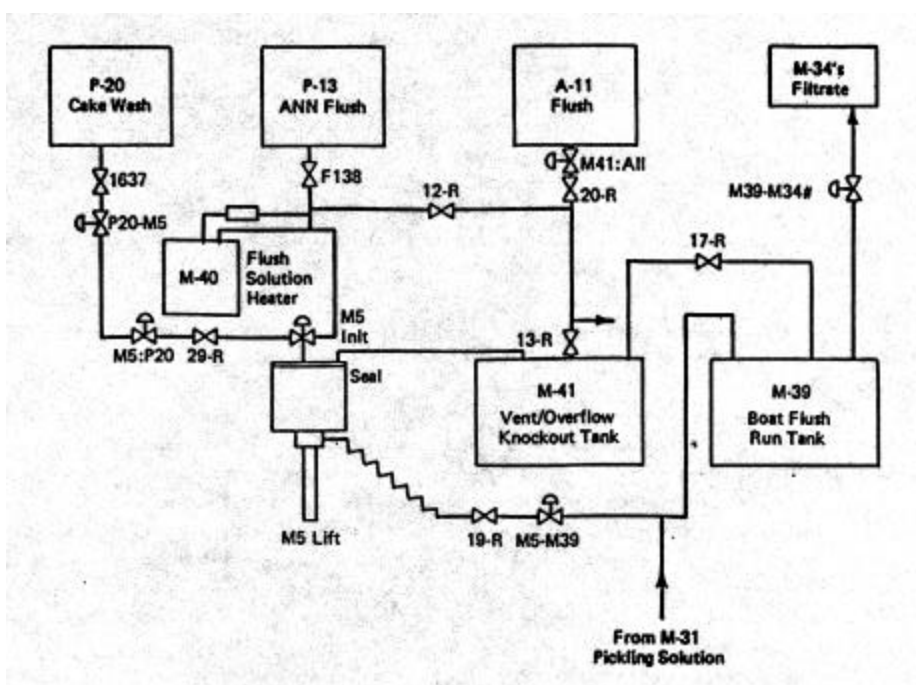 P-20
Cake Wash
P-13
ANN Flush
A-11
Flush
M-34's
Filtrate
1637
F138
M41:All
20-R
12-R
M39-M34#
P20-M5
17-R
M-40
Flush
Solution
Heater
M5
Init
M5:P20
29-R
13-R
Seal
M-41
Vent/Overflow
Knockout Tank
M-39
Boat Flush
Run Tank
M5 Lift
19-R
M5-M39
From M-31
Pickling Solution